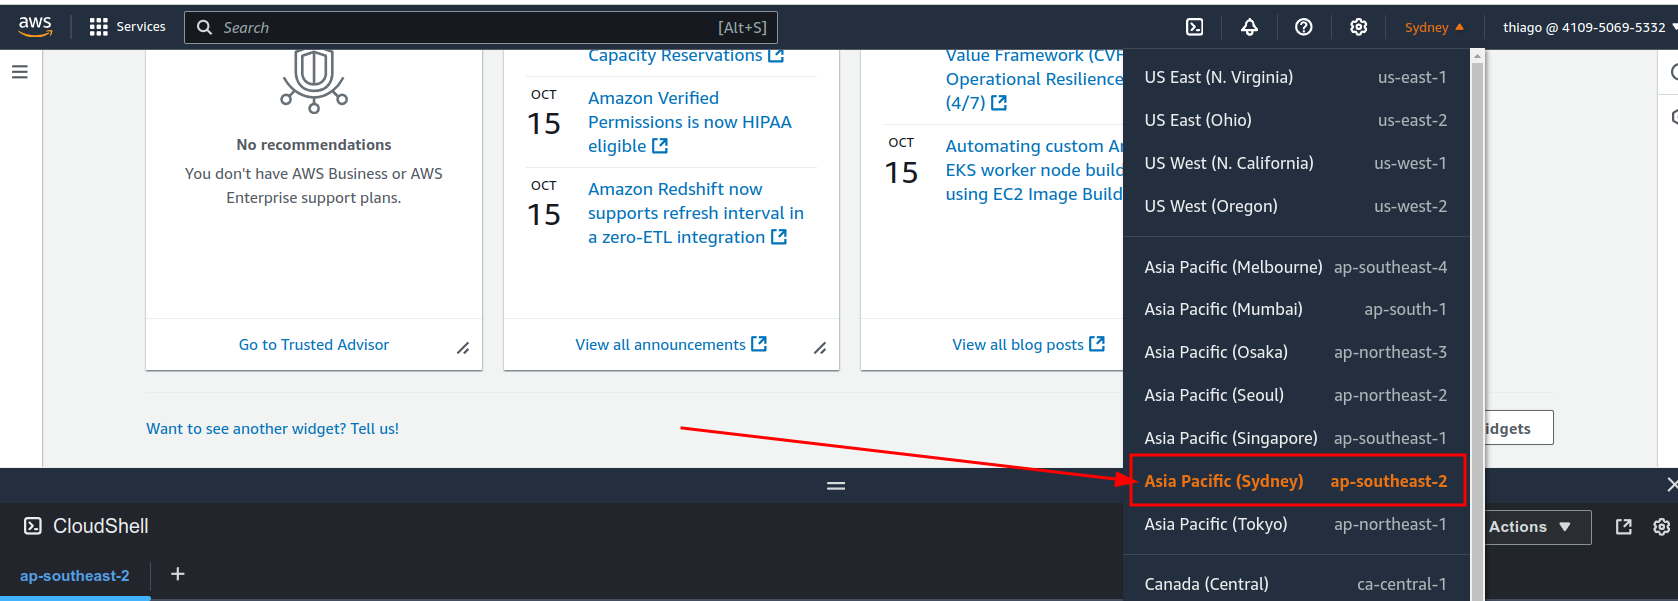 aws
Services
Search
[Alt+S]
Sydney
thiago @ 4109-5069-5332
No recommendations
You don't have AWS Business or AWS
Enterprise support plans.
Go to Trusted Advisor
Capacity Reservations
OCT
15
Amazon Verified
Permissions is now HIPAA
eligible
OCT
15
Amazon Redshift now
supports refresh interval in
a zero-ETL integration
View all announcements
Value Framework (CVF
Operational Resilience
(4/7)
OCT
15
Automating custom A
EKS worker node build
using EC2 Image Build
View all blog posts
US East (N. Virginia) us-east-1
US East (Ohio) us-east-2
US West (N. California) us-west-1
US West (Oregon) us-west-2
Asia Pacific (Melbourne) ap-southeast-4
Asia Pacific (Mumbai) ap-south-1
Asia Pacific (Osaka) ap-northeast-3
Asia Pacific (Seoul) ap-northeast-2
Asia Pacific (Singapore) ap-southeast-1
Asia Pacific (Sydney) ap-southeast-2
Asia Pacific (Tokyo) ap-northeast-1
Canada (Central) ca-central-1
Want to see another widget? Tell us!
idgets
CloudShell
Actions
ap-southeast-2
+